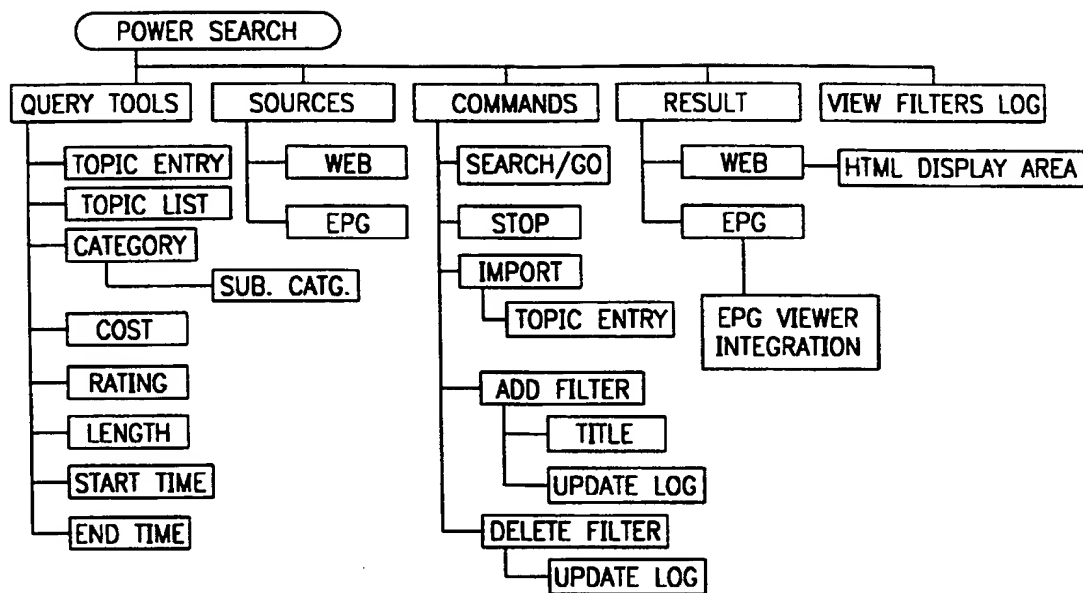 POWER SEARCH
QUERY TOOLS
SOURCES
COMMANDS
RESULT
VIEW FILTERS LOG
TOPIC ENTRY
TOPIC LIST
CATEGORY
SUB. CATG.
COST
RATING
LENGTH
START TIME
END TIME
WEB
EPG
SEARCH/GO
STOP
IMPORT
TOPIC ENTRY
ADD FILTER
TITLE
UPDATE LOG
DELETE FILTER
UPDATE LOG
WEB
HTML DISPLAY AREA
EPG
EPG VIEWER
INTEGRATION